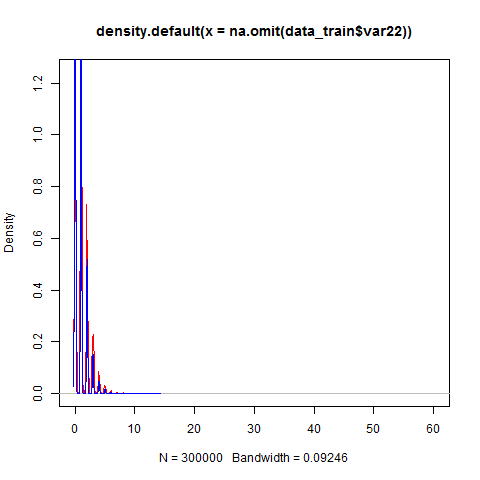 density.default(x = na.omit(data_train$var22))
1.2
1.0
0.8
0.6
0.4
0.2
0.0
Density
0 10 20 30 40 50 60
N = 300000 Bandwidth = 0.09246